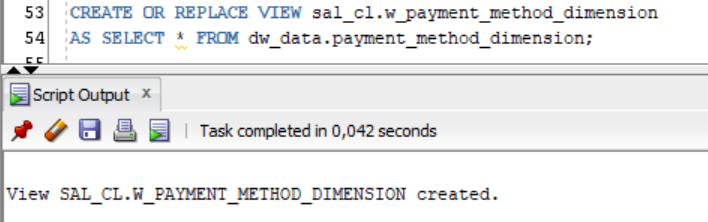 53 CREATE OR REPLACE VIEW sal_cl.w_payment_method_dimension
54 AS SELECT * FROM dw_data.payment_method_dimension;
55
Script Output x
Task completed in 0,042 seconds
View SAL_CL.W_PAYMENT_METHOD_DIMENSION created.